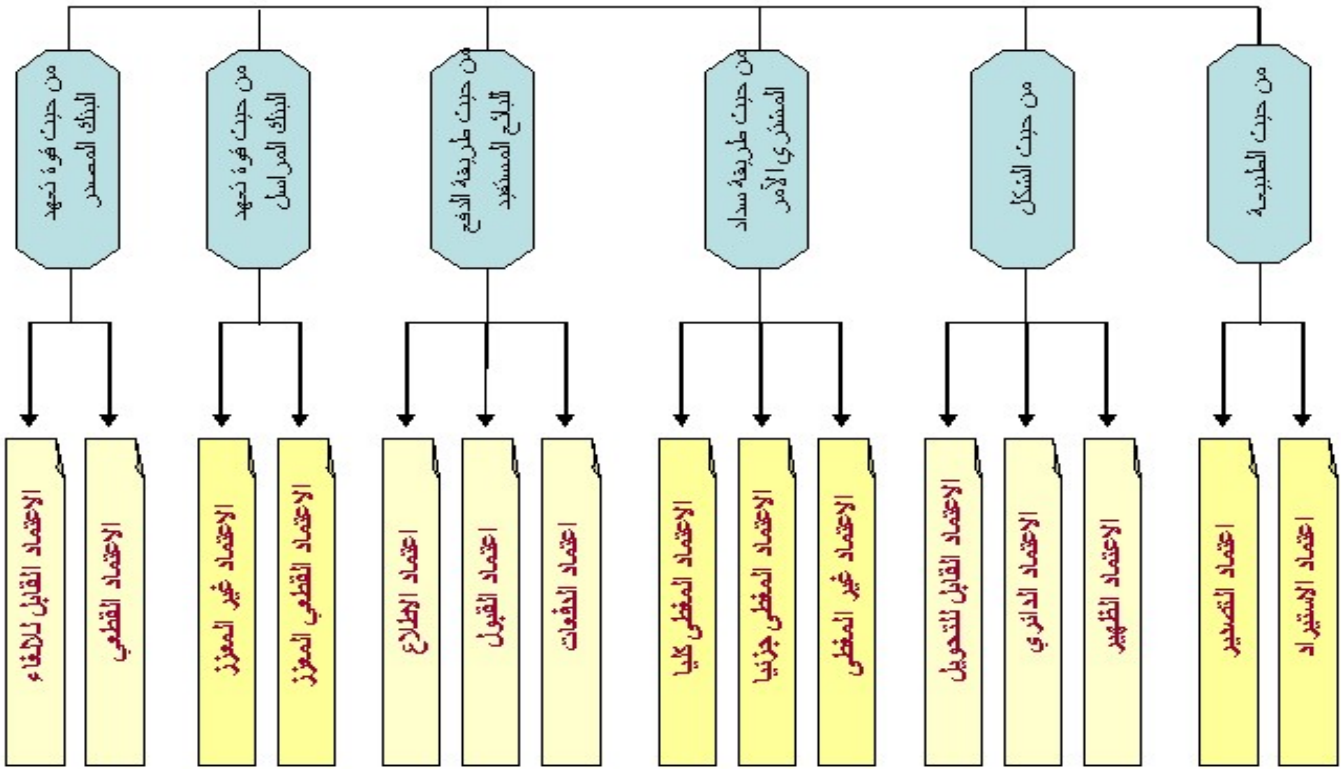 من حيث قوة تعهد
البنك المصدر
من حيث قوة تعهد
البنك المراسل
من حيث طريقة الدفع
البائع المستفيد
من حيث طريقة سداد
المشتري الآمر
من حيث الشكل
من حيث الطبيعة
الاعتماد القابل للالغاء
الاعتماد القطعي
الاعتماد غير المعزز
الاعتماد القطعي المعزز
اعتماد الاطلاع
اعتماد القبول
اعتماد الدفعات
الاعتماد المغطى كليا
الاعتماد المغطى جزئيا
الاعتماد غير المغطى
الاعتماد القابل للتحويل
الاعتماد الدائري
الاعتماد الظهير
اعتماد التصدير
اعتماد الاستيراد